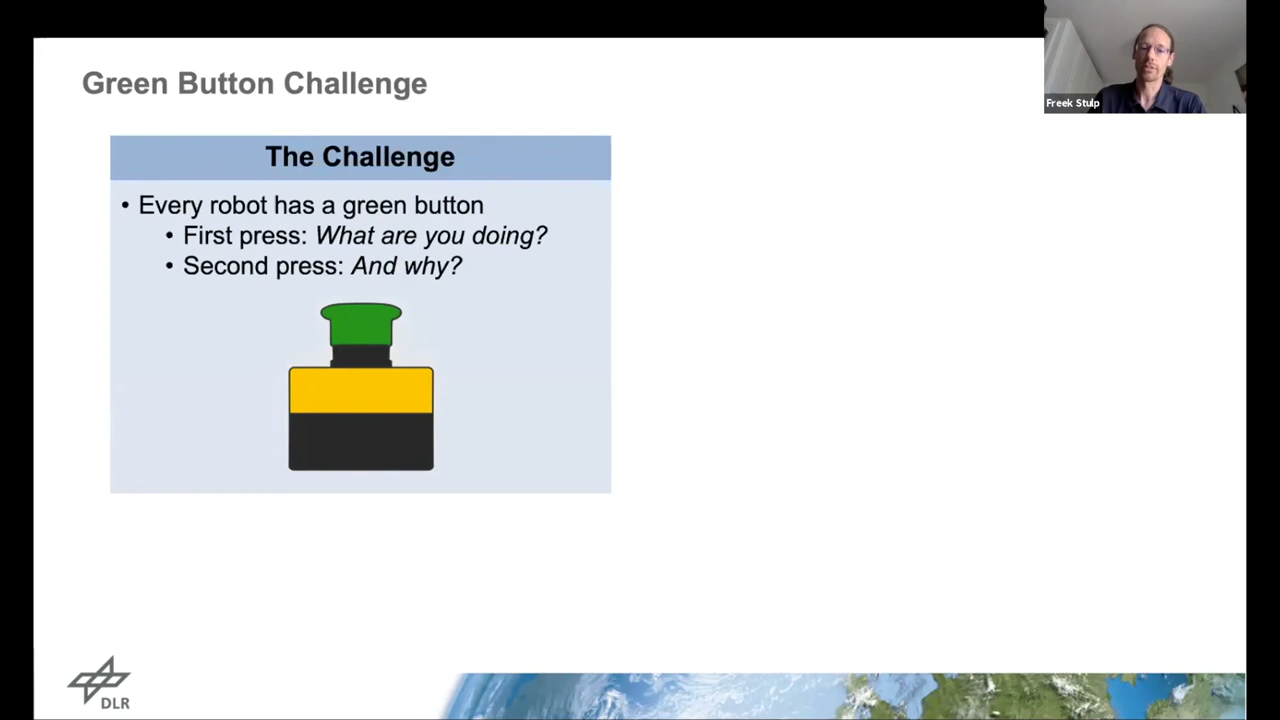 Green Button Challenge
Freek Stulp
The Challenge
• Every robot has a green button
• First press: What are you doing?
• Second press: And why?
DLR